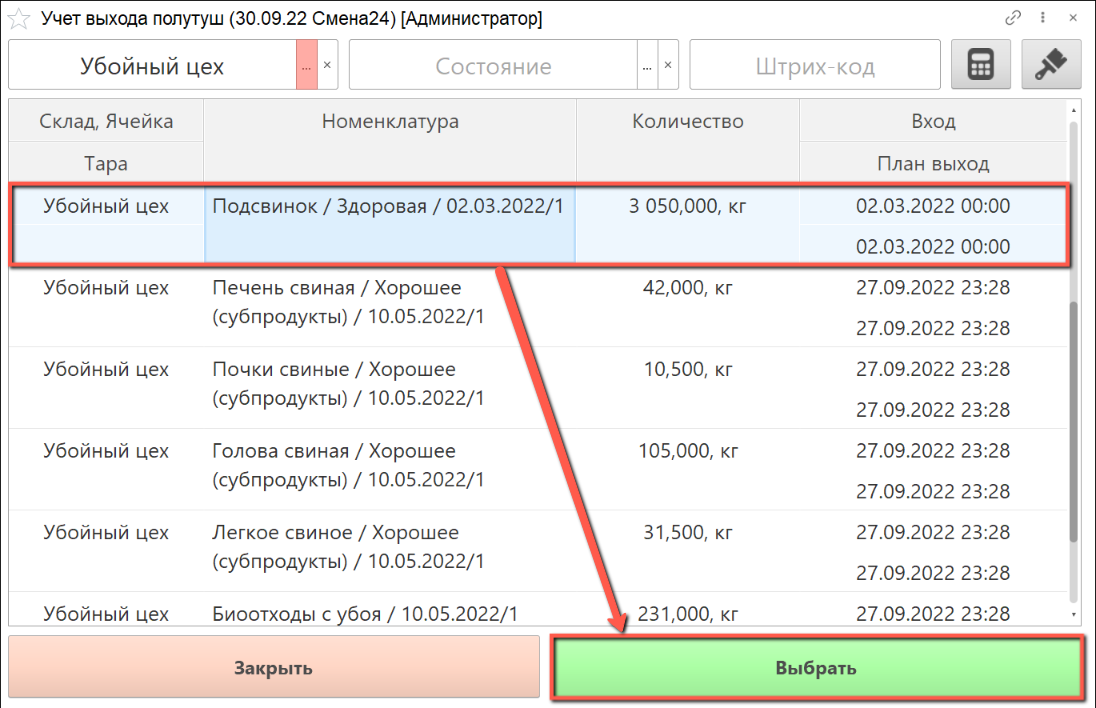 Учет выхода полутуш (30.09.22 Смена24) [Администратор]
Убойный цех ... × Состояние ... × Штрих-код
Склад, Ячейка Номенклатура Количество Вход
Тара План выход
Убойный цех Подсвинок / Здоровая / 02.03.2022/1 3 050,000, кг 02.03.2022 00:00
02.03.2022 00:00
Убойный цех Печень свиная / Хорошее 42,000, кг 27.09.2022 23:28
(субпродукты) / 10.05.2022/1
27.09.2022 23:28
Убойный цех Почки свиные / Хорошее 10,500, кг 27.09.2022 23:28
(субпродукты) / 10.05.2022/1
27.09.2022 23:28
Убойный цех Голова свиная / Хорошее 105,000, кг 27.09.2022 23:28
(субпродукты) / 10.05.2022/1
27.09.2022 23:28
Убойный цех Легкое свиное / Хорошее 31,500, кг 27.09.2022 23:28
(субпродукты) / 10.05.2022/1
27.09.2022 23:28
Убойный цех Биоотходы с убоя / 10.05.2022/1 231,000, кг 27.09.2022 23:28
Закрыть Выбрать